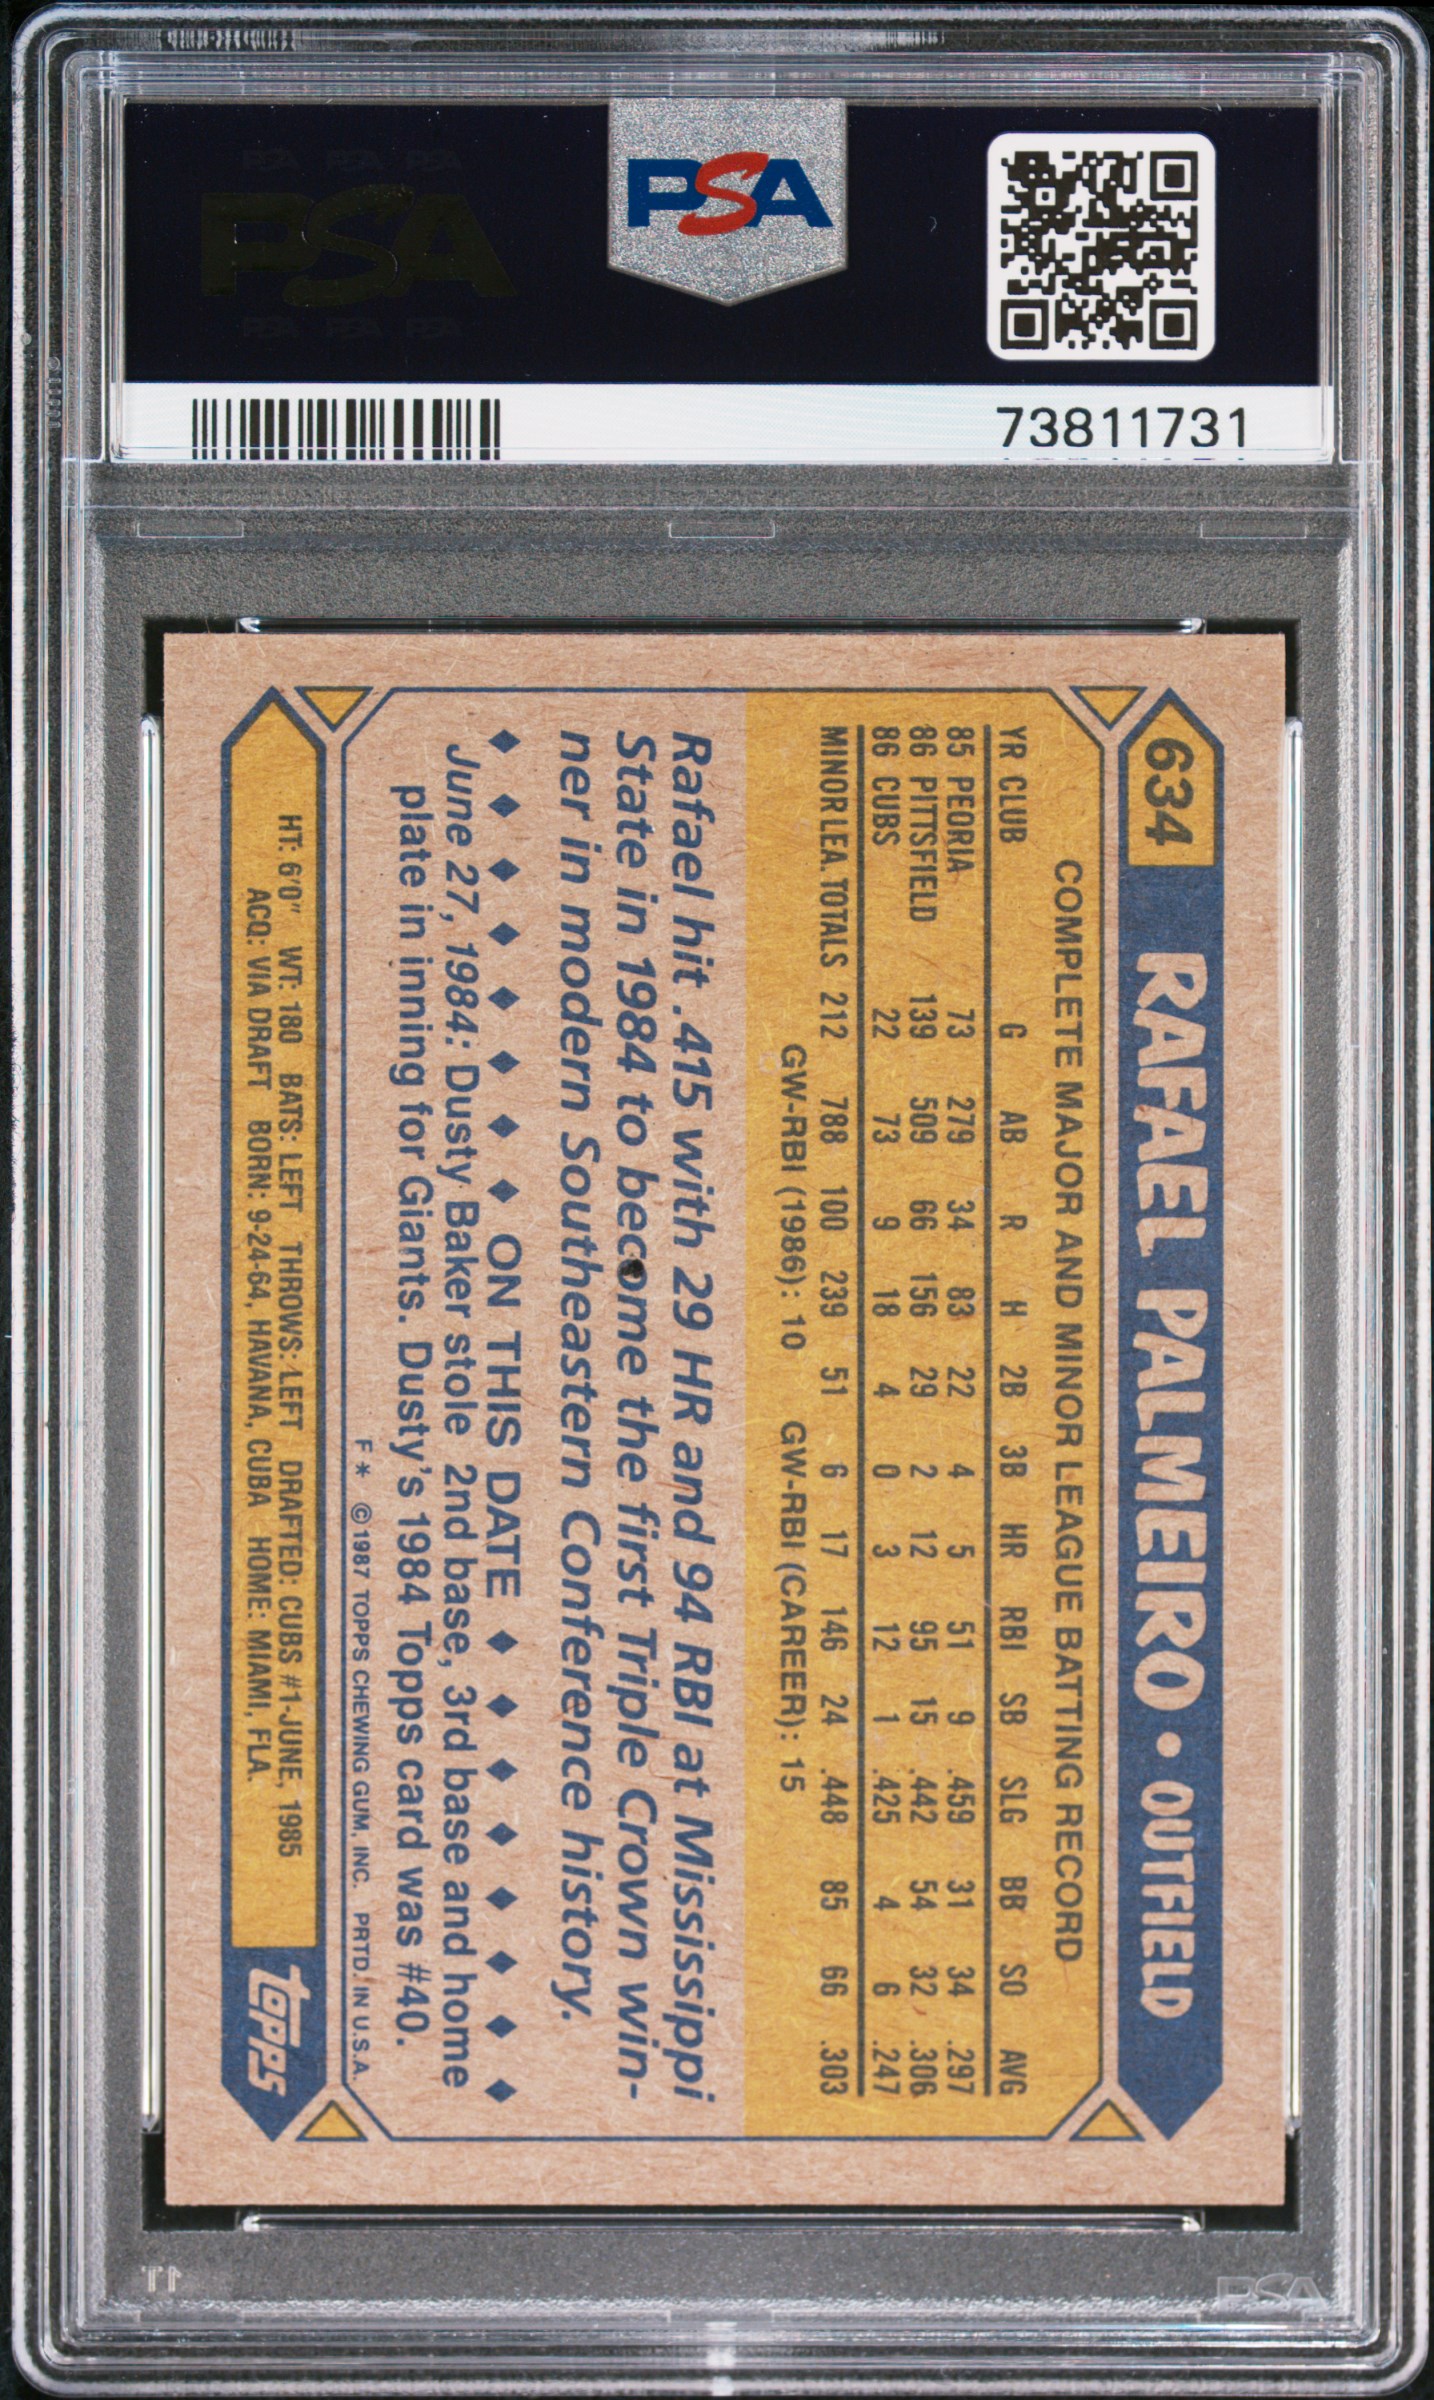 PSA PSA PSA
PSA
PSA PSA PSA
PSA
73811731
634 RAFAEL PALMEIRO • OUTFIELD
COMPLETE MAJOR AND MINOR LEAGUE BATTING RECORD
YR CLUB G AB R H 2B 3B HR RBI SB SLG BB SO AVG
85 PEORIA 73 279 34 83 22 4 5 51 9 .459 31 34 .297
86 PITTSFIELD 139 509 66 156 29 2 12 95 15 .442 54 32 .306
86 CUBS 22 73 9 18 4 0 3 12 1 .425 4 6 .247
MINOR LEA. TOTALS 212 788 100 239 51 6 17 146 24 .448 85 66 .303
GW-RBI (1986): 10 GW-RBI (CAREER): 15
Rafael hit .415 with 29 HR and 94 RBI at Mississippi
State in 1984 to become the first Triple Crown win-
ner in modern Southeastern Conference history.
◆ ◆ ◆ ◆ ◆ ◆ ◆ ◆ ON THIS DATE ◆ ◆ ◆ ◆ ◆ ◆ ◆ ◆
June 27, 1984: Dusty Baker stole 2nd base, 3rd base and home
plate in inning for Giants. Dusty's 1984 Topps card was #40.
F* © 1987 TOPPS CHEWING GUM, INC. PRTD. IN U.S.A.
HT: 6'0" WT: 180 BATS: LEFT THROWS: LEFT DRAFTED: CUBS #1-JUNE, 1985
ACQ: VIA DRAFT BORN: 9-24-64, HAVANA, CUBA HOME: MIAMI, FLA.
topps
PSA